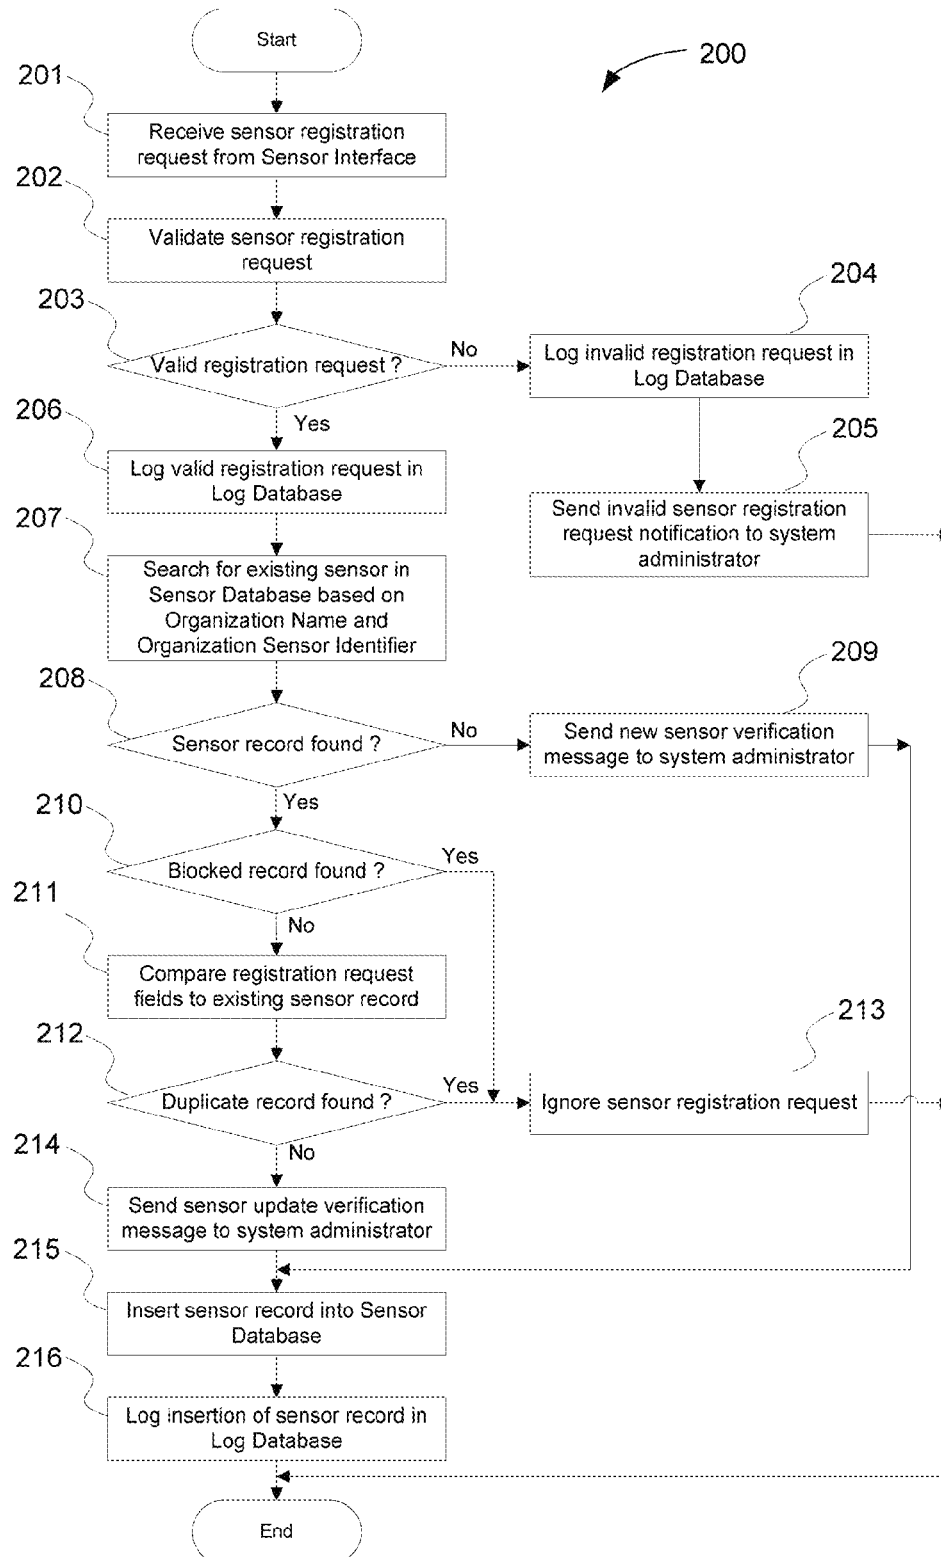 Start
200
201
Receive sensor registration
request from Sensor Interface
202
Validate sensor registration
request
203
Valid registration request ?
No
204
Log invalid registration request in
Log Database
Yes
205
Send invalid sensor registration
request notification to system
administrator
206
Log valid registration request in
Log Database
207
Search for existing sensor in
Sensor Database based on
Organization Name and
Organization Sensor Identifier
208
Sensor record found ?
No
209
Send new sensor verification
message to system administrator
Yes
210
Blocked record found ?
Yes
No
211
Compare registration request
fields to existing sensor record
212
Duplicate record found ?
Yes
213
Ignore sensor registration request
No
214
Send sensor update verification
message to system administrator
215
Insert sensor record into Sensor
Database
216
Log insertion of sensor record in
Log Database
End